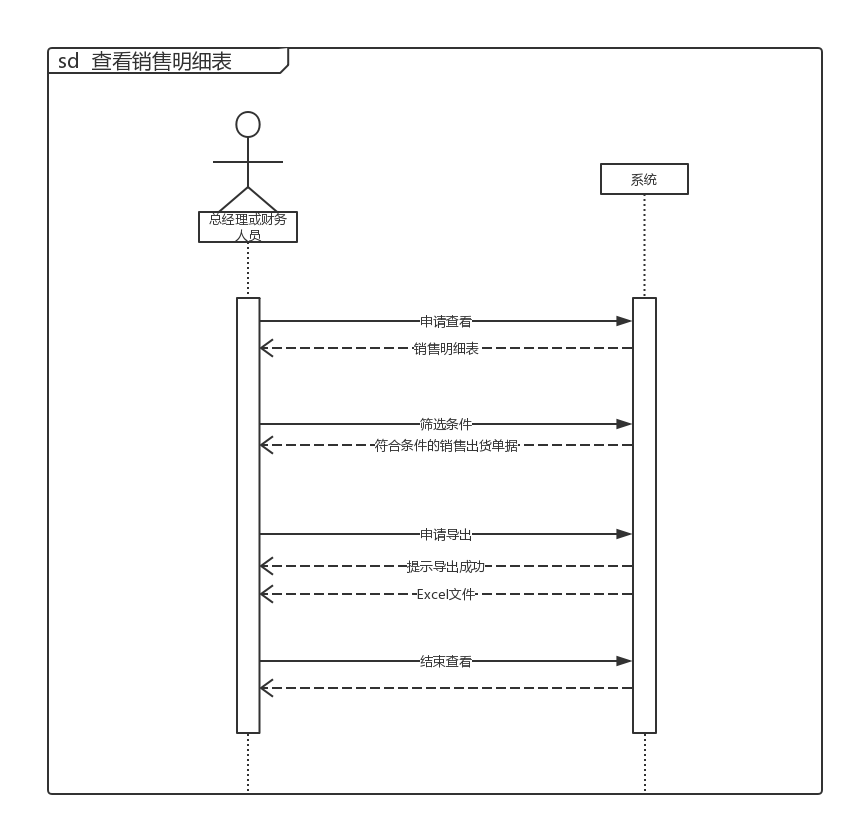 sd 查看销售明细表
总经理或财务
人员
系统
申请查看
销售明细表
筛选条件
符合条件的销售出货单据
申请导出
提示导出成功
Excel文件
结束查看